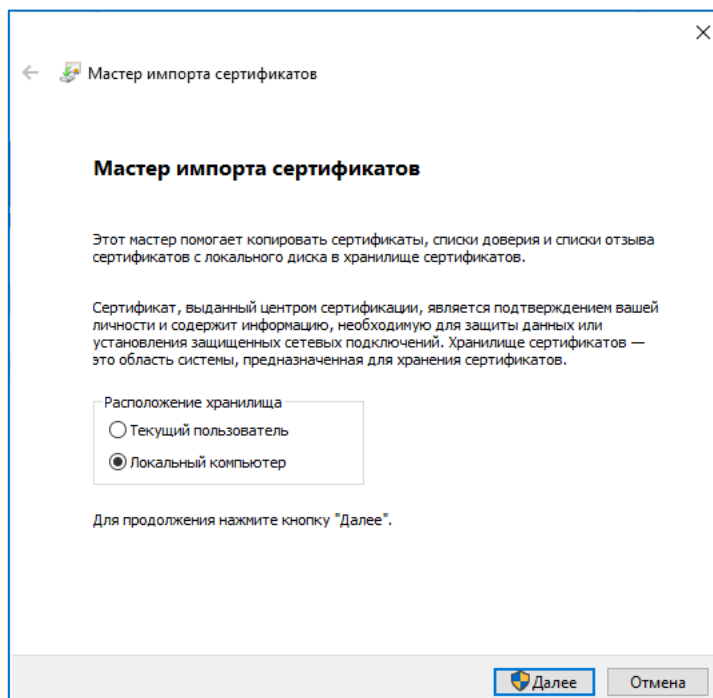 Мастер импорта сертификатов
Мастер импорта сертификатов
Этот мастер помогает копировать сертификаты, списки доверия и списки отзыва
сертификатов с локального диска в хранилище сертификатов.
Сертификат, выданный центром сертификации, является подтверждением вашей
личности и содержит информацию, необходимую для защиты данных или
установления защищенных сетевых подключений. Хранилище сертификатов —
это область системы, предназначенная для хранения сертификатов.
Расположение хранилища
Текущий пользователь
Локальный компьютер
Для продолжения нажмите кнопку "Далее".
Далее
Отмена